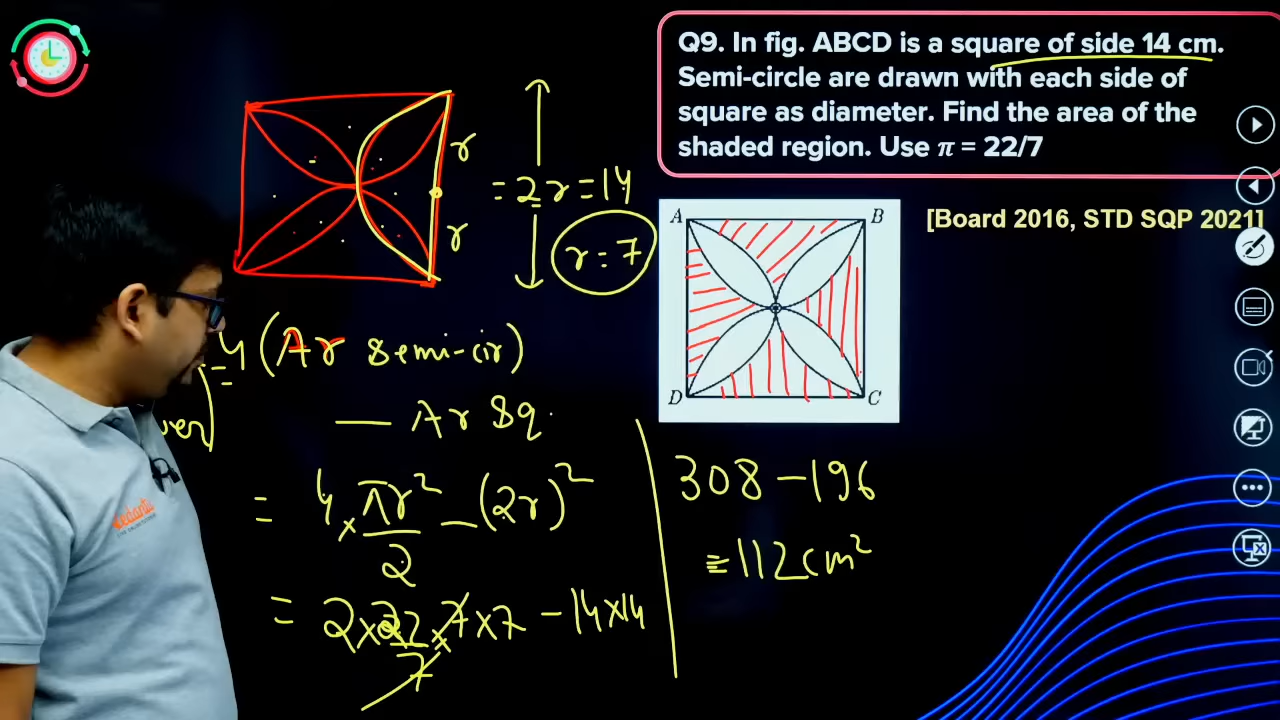 Q9. In fig. ABCD is a square of side 14 cm.
Semi-circle are drawn with each side of
square as diameter. Find the area of the
shaded region. Use π = 22/7
[Board 2016, STD SQP 2021]
A B
D C
r
r
= 2r = 14
r = 7
= 4 (Ar semi-cir)
— Ar sq.
= 4 × πr² / 2 — (2r)²
= 2 × 22/7 × 7 × 7 — 14 × 14
308 — 196
= 112 cm²
vedantu